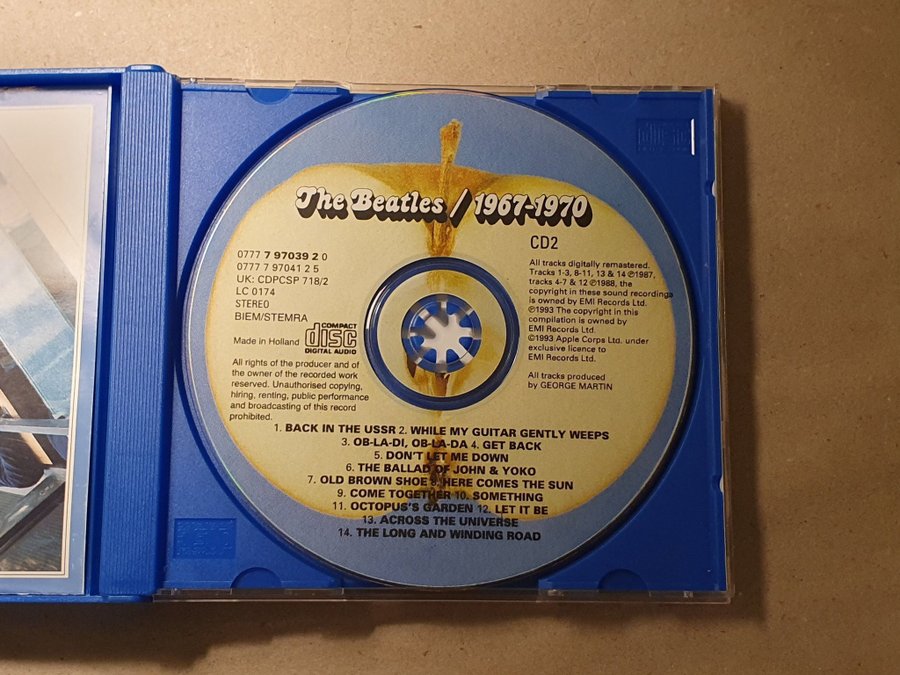 The Beatles / 1967-1970
CD2
0777 7 97039 2 0
0777 7 97041 2 5
UK: CDPCSP 718/2
LC 0174
STEREO
BIEM/STEMRA
Made in Holland
COMPACT
disc
DIGITAL AUDIO
All rights of the producer and of
the owner of the recorded work
reserved. Unauthorised copying,
hiring, renting, public performance
and broadcasting of this record
prohibited.
All tracks digitally remastered.
Tracks 1-3, 8-11, 13 & 14 ℗1987,
tracks 4-7 & 12 ℗1988, the
copyright in these sound recordings
is owned by EMI Records Ltd.
℗1993 The copyright in this
compilation is owned by
EMI Records Ltd.
©1993 Apple Corps Ltd. under
exclusive licence to
EMI Records Ltd.
All tracks produced
by GEORGE MARTIN
1. BACK IN THE USSR 2. WHILE MY GUITAR GENTLY WEEPS
3. OB-LA-DI, OB-LA-DA 4. GET BACK
5. DON'T LET ME DOWN
6. THE BALLAD OF JOHN & YOKO
7. OLD BROWN SHOE 8. HERE COMES THE SUN
9. COME TOGETHER 10. SOMETHING
11. OCTOPUS'S GARDEN 12. LET IT BE
13. ACROSS THE UNIVERSE
14. THE LONG AND WINDING ROAD